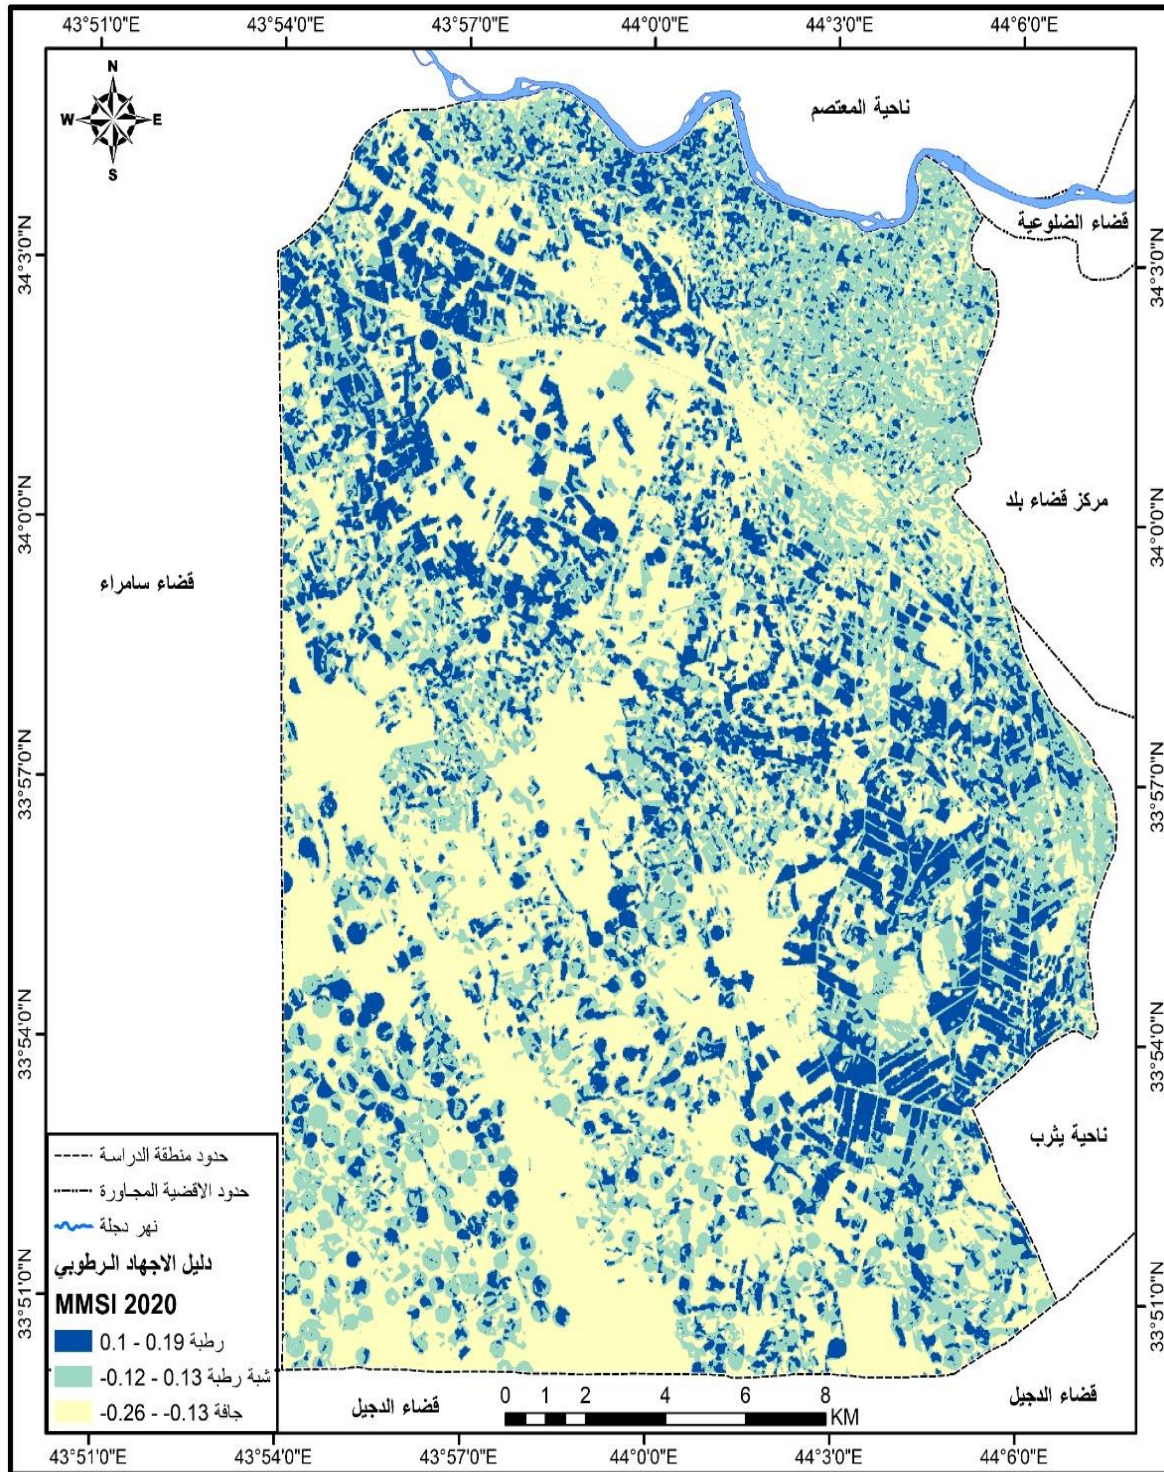 43°51'0"E 43°54'0"E 43°57'0"E 44°0'0"E 44°3'0"E 44°6'0"E
N
W E
S
ناحية المعتصم
قضاء الضلوعية
34°3'0"N 34°3'0"N
مركز قضاء بلد
34°0'0"N 34°0'0"N
قضاء سامراء
33°57'0"N 33°57'0"N
33°54'0"N 33°54'0"N
ناحية يثرب
حدود منطقة الدراسة
حدود الاقضية المجاورة
نهر دجلة
دليل الاجهاد الرطوبي
MMSI 2020
رطبة 0.19 - 0.1
شبة رطبة 0.13 - 0.12-
جافة 0.13- - 0.26-
33°51'0"N 33°51'0"N
قضاء الدجيل
قضاء الدجيل
0 1 2 4 6 8
KM
43°51'0"E 43°54'0"E 43°57'0"E 44°0'0"E 44°3'0"E 44°6'0"E